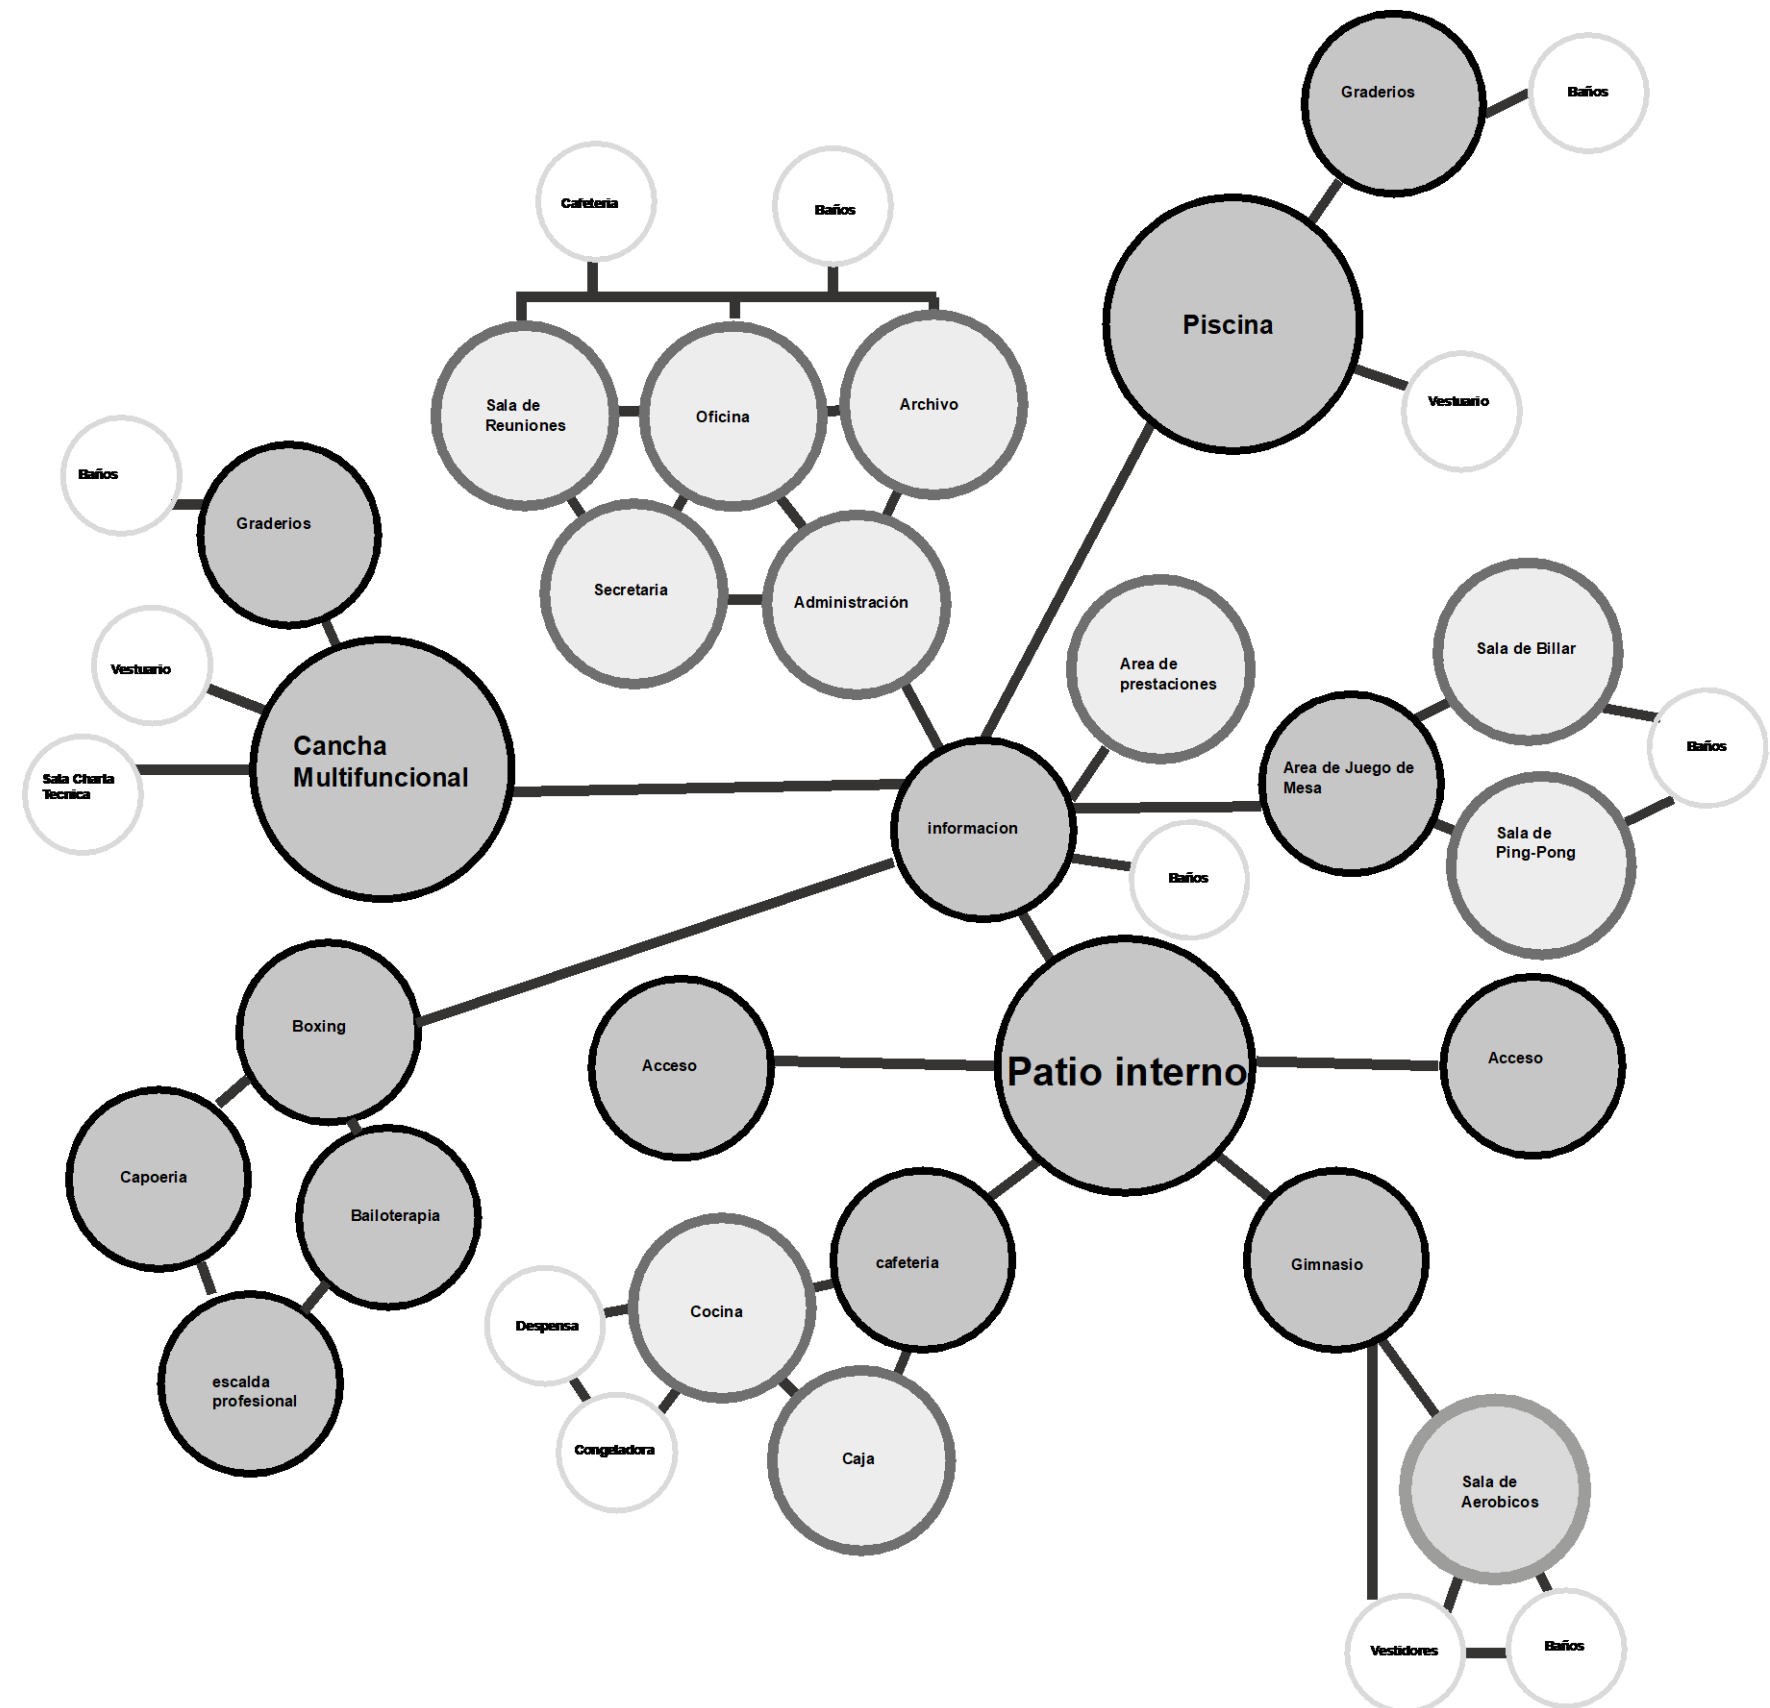 Graderios
Baños
Cafeteria
Baños
Piscina
Vestuario
Sala de
Reuniones
Oficina
Archivo
Baños
Graderios
Secretaria
Administración
Vestuario
Sala Charla
Tecnica
Cancha
Multifuncional
Area de
prestaciones
Sala de Billar
Baños
Area de Juego de
Mesa
Sala de
Ping-Pong
informacion
Baños
Boxing
Acceso
Patio interno
Acceso
Capoeria
Bailoterapia
cafeteria
Gimnasio
Cocina
Despensa
escalda
profesional
Congeladora
Caja
Sala de
Aerobicos
Vestidores
Baños